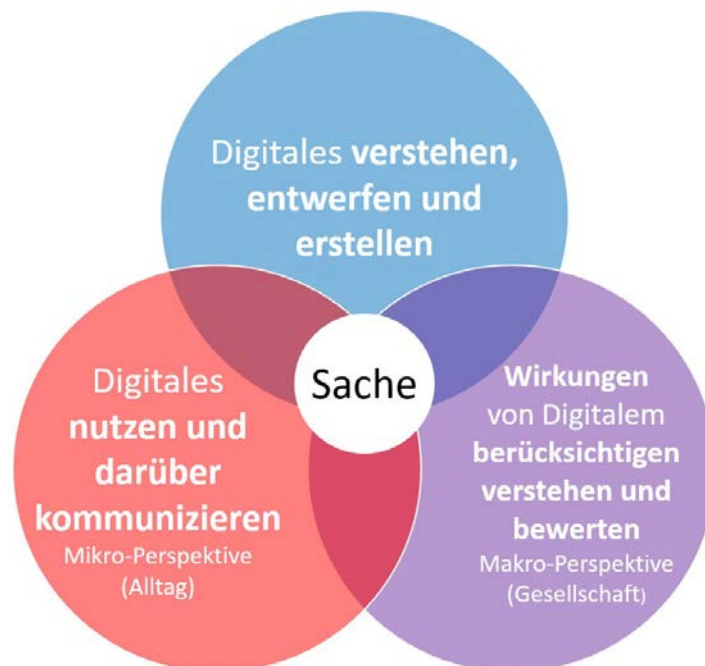 Digitales verstehen,
entwerfen und
erstellen
Sache
Digitales
nutzen und
darüber
kommunizieren
Mikro-Perspektive
(Alltag)
Wirkungen
von Digitalem
berücksichtigen
verstehen und
bewerten
Makro-Perspektive
(Gesellschaft)